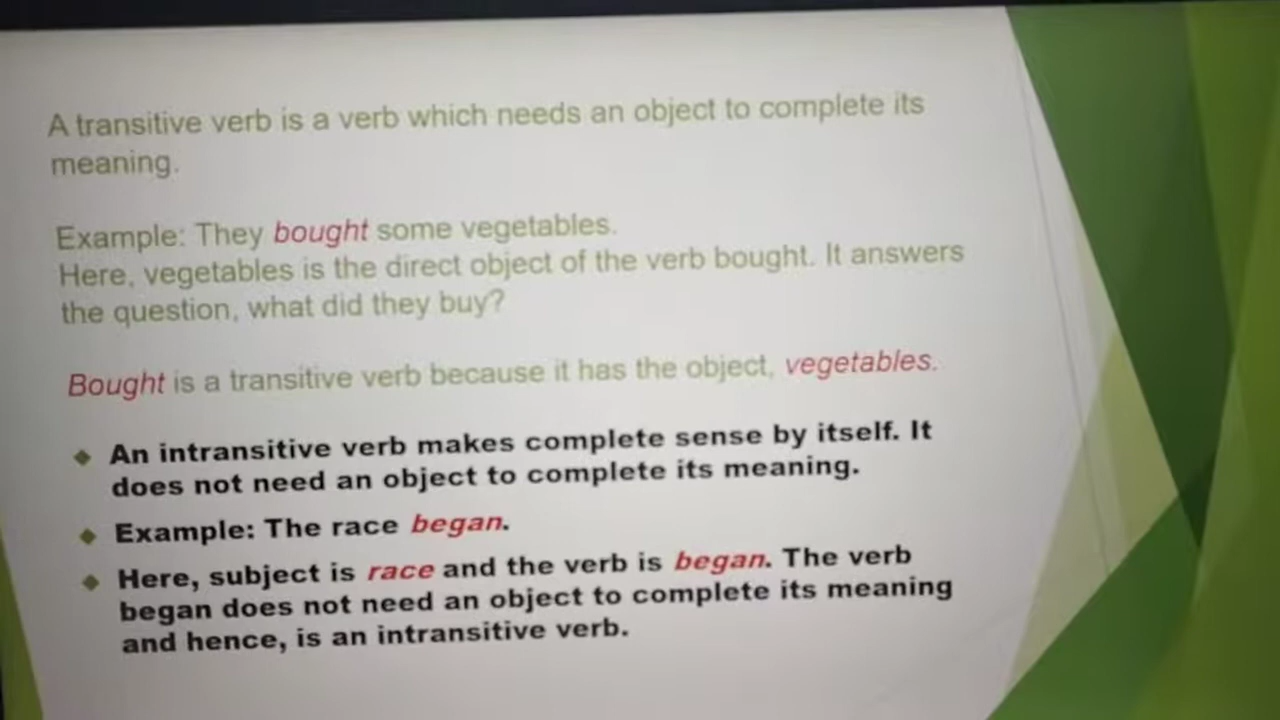 A transitive verb is a verb which needs an object to complete its
meaning.
Example: They bought some vegetables.
Here, vegetables is the direct object of the verb bought. It answers
the question, what did they buy?
Bought is a transitive verb because it has the object, vegetables.
An intransitive verb makes complete sense by itself. It
does not need an object to complete its meaning.
Example: The race began.
Here, subject is race and the verb is began. The verb
began does not need an object to complete its meaning
and hence, is an intransitive verb.